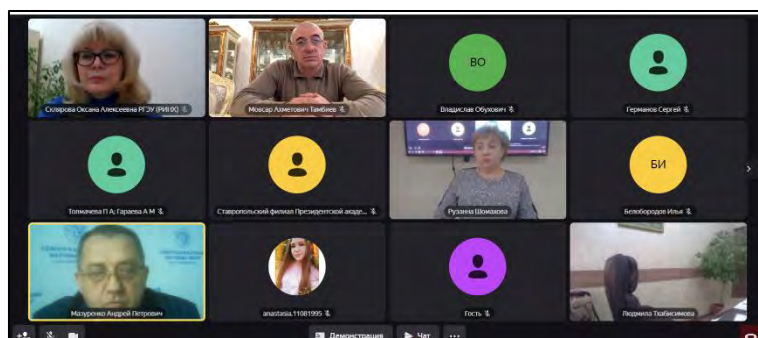 Склярова Оксана Алексеевна РГЭУ (РИНХ)
Мовсар Ахметович Тамбиев
ВО
Владислав Обухович
Германов Сергей
Толмачева П А; Гараева А М
Ставропольский филиал Президентской акаде...
Рузанна Шомахова
БИ
Белобородов Илья
Мазуренко Андрей Петрович
anastasia.11081995
Гость
Людмила Тхабисимова
Демонстрация
Чат